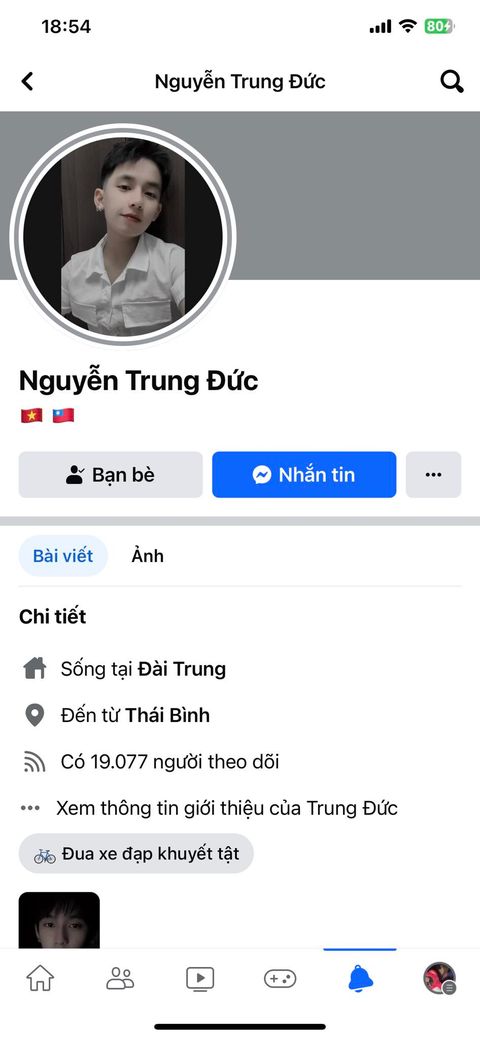 18:54
80
Nguyễn Trung Đức
Nguyễn Trung Đức
Bạn bè
Nhắn tin
Bài viết
Ảnh
Chi tiết
Sống tại Đài Trung
Đến từ Thái Bình
Có 19.077 người theo dõi
Xem thông tin giới thiệu của Trung Đức
Đua xe đạp khuyết tật